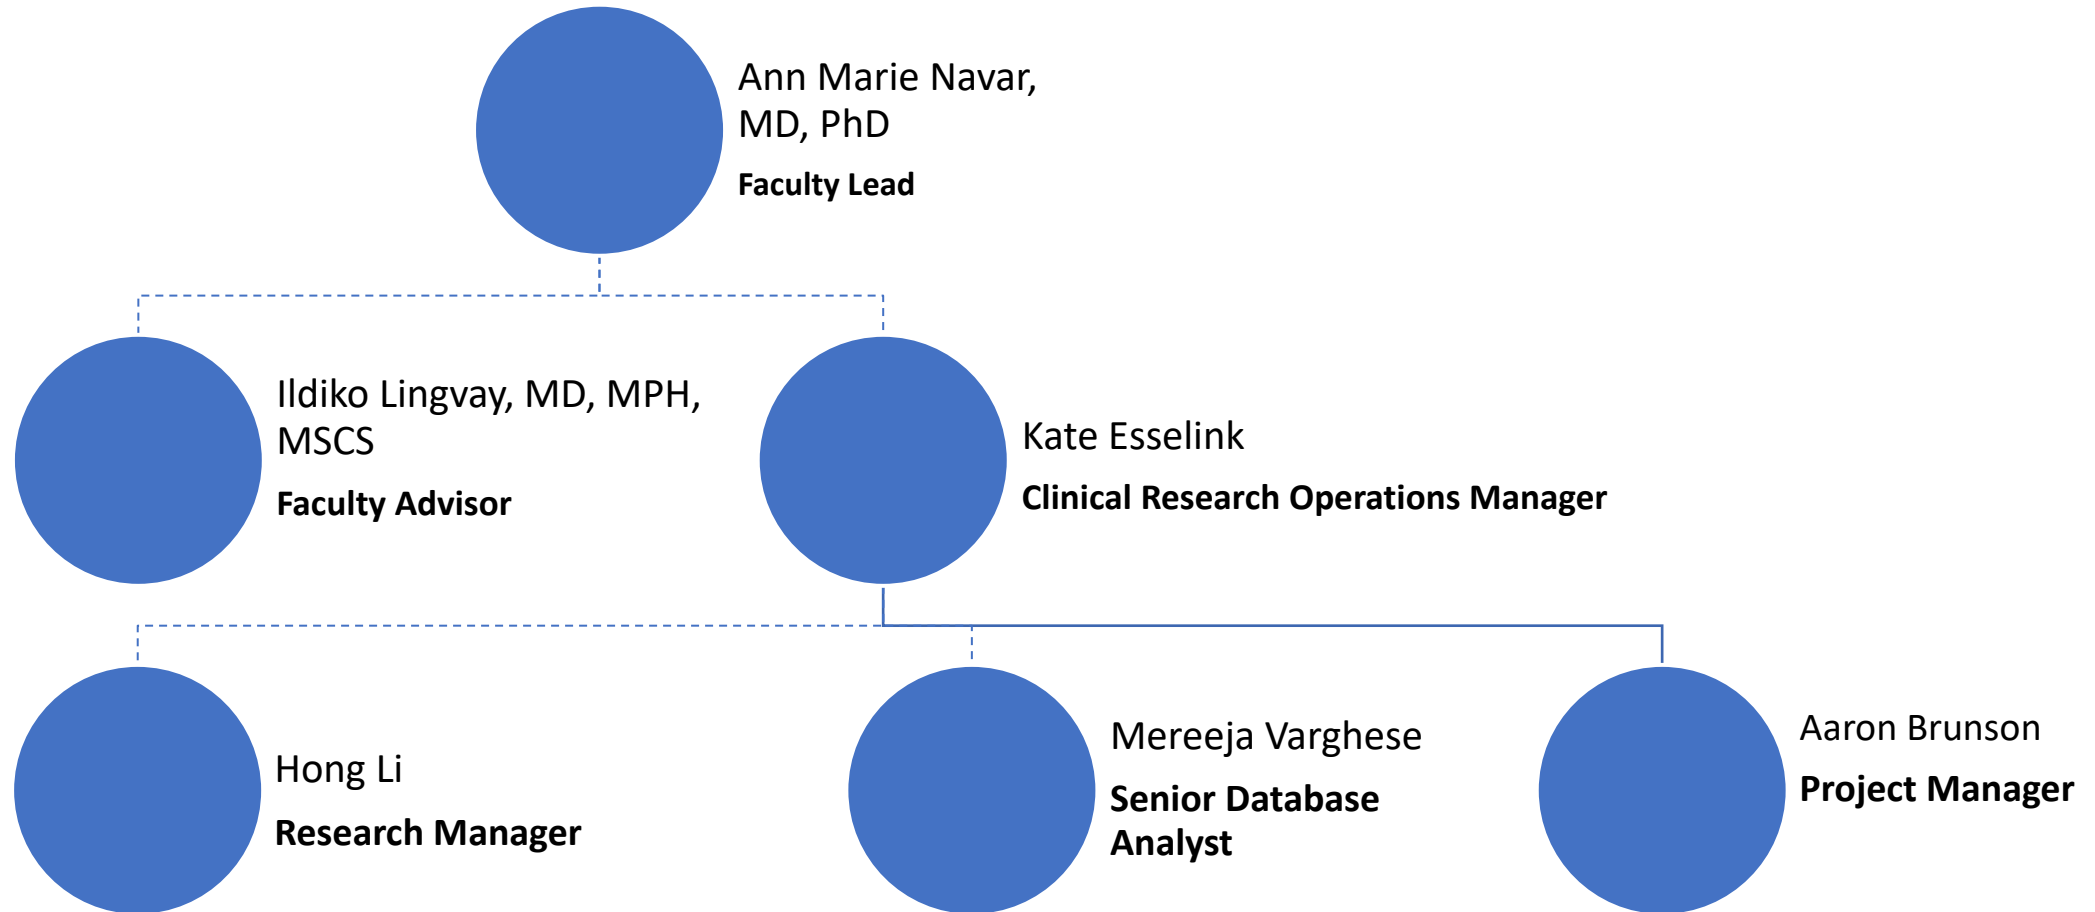 Ann Marie Navar,
MD, PhD
Faculty Lead
Ildiko Lingvay, MD, MPH,
MSCS
Faculty Advisor
Kate Esselink
Clinical Research Operations Manager
Hong Li
Research Manager
Mereeja Varghese
Senior Database
Analyst
Aaron Brunson
Project Manager